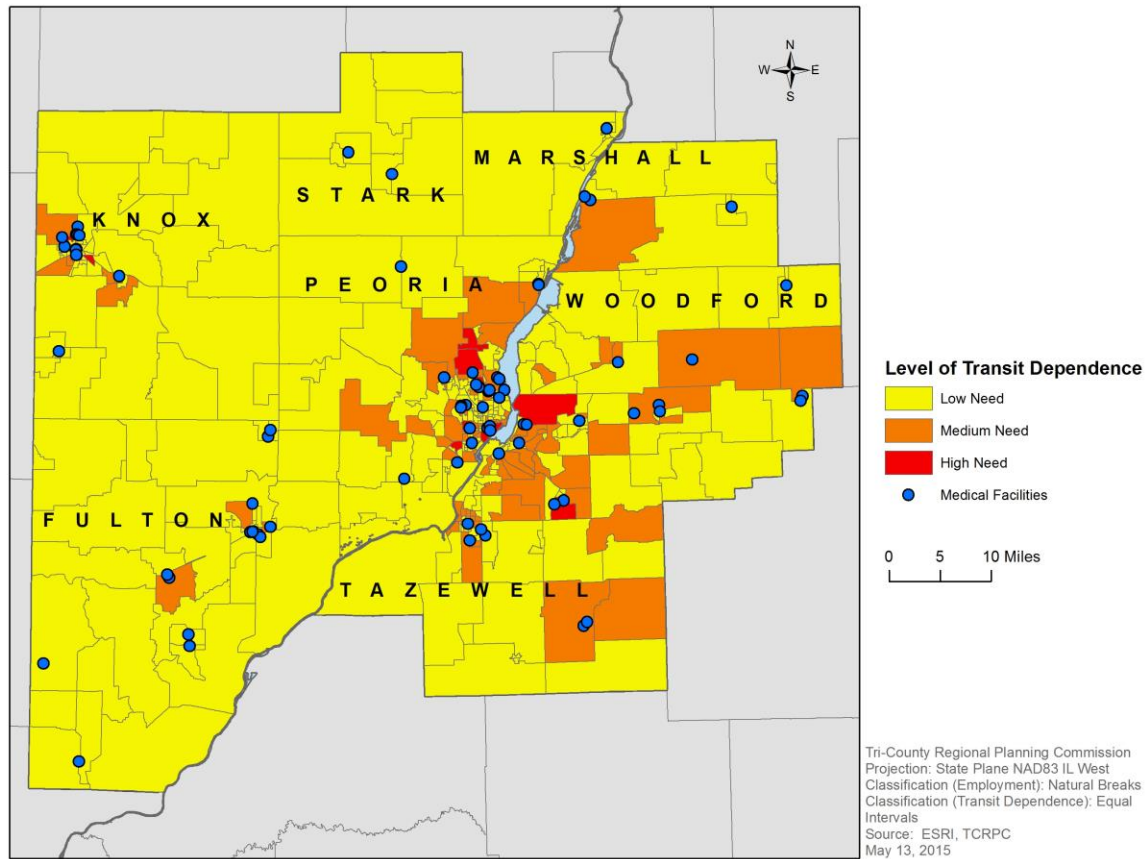 N
W E
S
MARSHALL
STARK
KNOX
PEORIA
WOODFORD
FULTON
TAZEWELL
Level of Transit Dependence
Low Need
Medium Need
High Need
Medical Facilities
0 5 10 Miles
Tri-County Regional Planning Commission
Projection: State Plane NAD83 IL West
Classification (Employment): Natural Breaks
Classification (Transit Dependence): Equal
Intervals
Source: ESRI, TCRPC
May 13, 2015